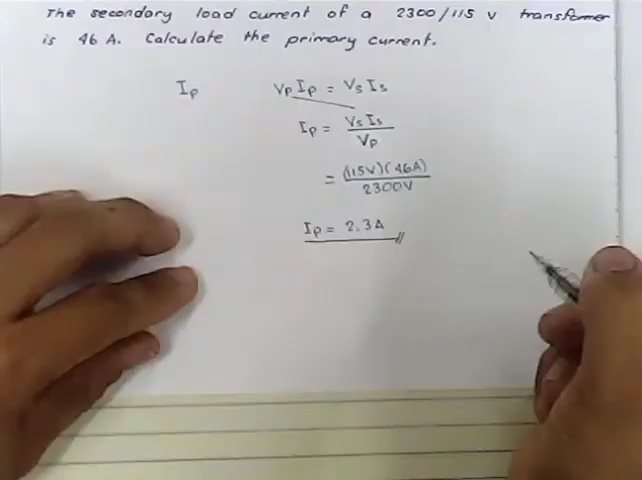 The secondary load current of a 2300/115 V transformer
is 46 A. Calculate the primary current.
Ip
VpIp = VsIs
Ip = VsIs / Vp
= (115V)(46A) / 2300V
Ip = 2.3A //